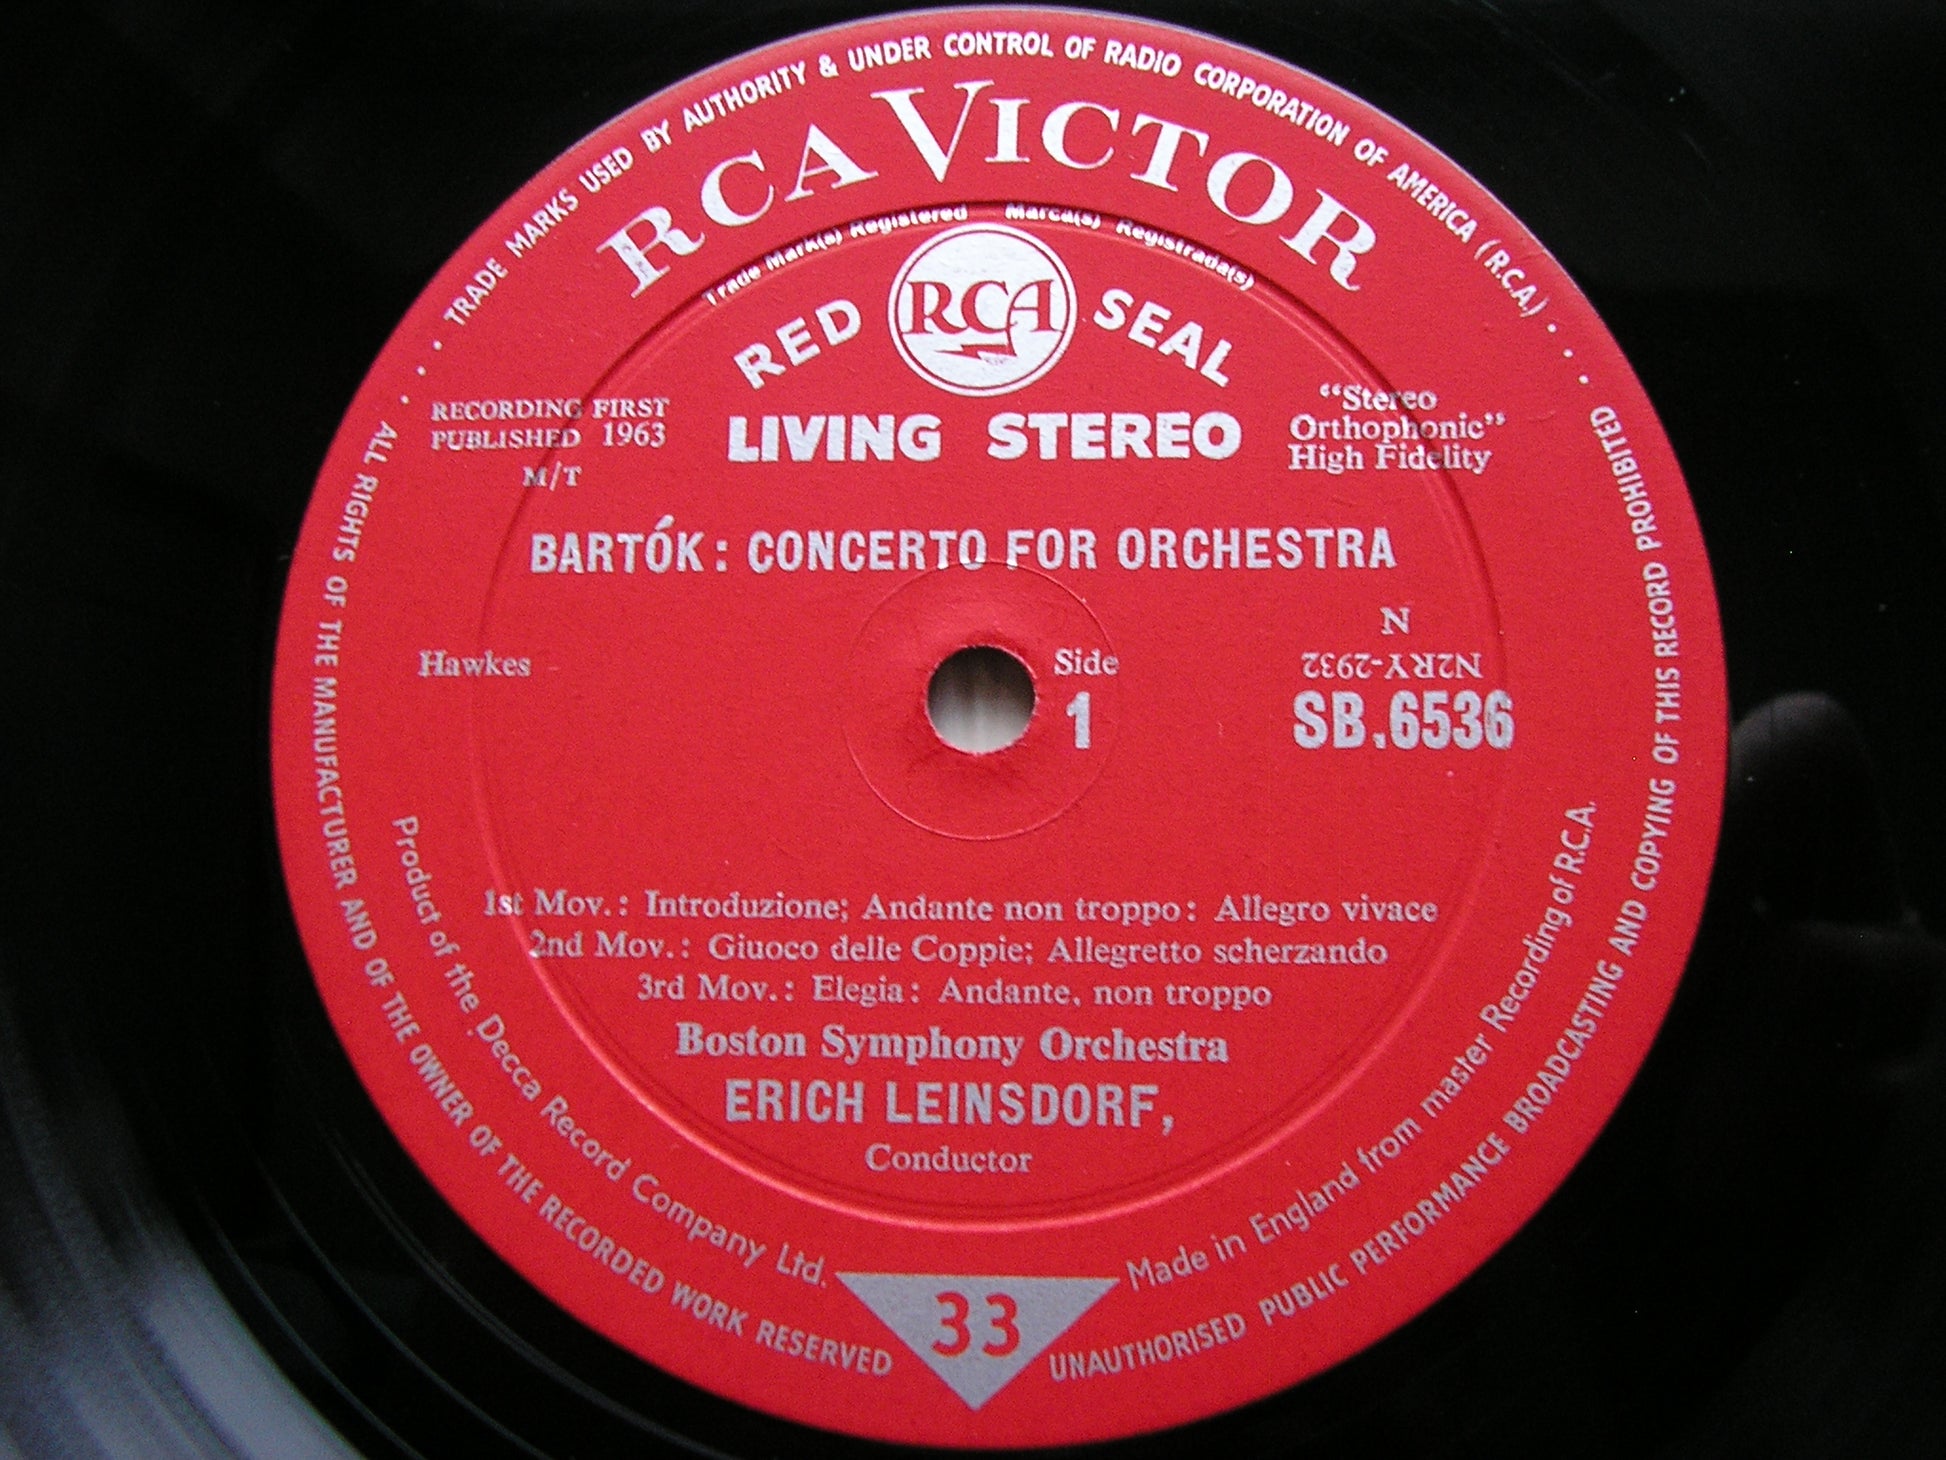 TRADE MARKS USED BY AUTHORITY & UNDER CONTROL OF RADIO CORPORATION OF AMERICA (R.C.A.)
RCA VICTOR
Trade Mark(s) Registered Marca(s) Registrada(s)
RED RCA SEAL
RECORDING FIRST
PUBLISHED 1963
M/T
LIVING STEREO
“Stereo
Orthophonic”
High Fidelity
BARTÓK: CONCERTO FOR ORCHESTRA
N
N2RY-2932
Hawkes
Side
1
SB.6536
1st Mov.: Introduzione; Andante non troppo: Allegro vivace
2nd Mov.: Giuoco delle Coppie; Allegretto scherzando
3rd Mov.: Elegia: Andante, non troppo
Boston Symphony Orchestra
ERICH LEINSDORF,
Conductor
Product of the Decca Record Company Ltd.
33
Made in England from master Recording of R.C.A.
ALL RIGHTS OF THE MANUFACTURER AND OF THE OWNER OF THE RECORDED WORK RESERVED
UNAUTHORISED PUBLIC PERFORMANCE BROADCASTING AND COPYING OF THIS RECORD PROHIBITED